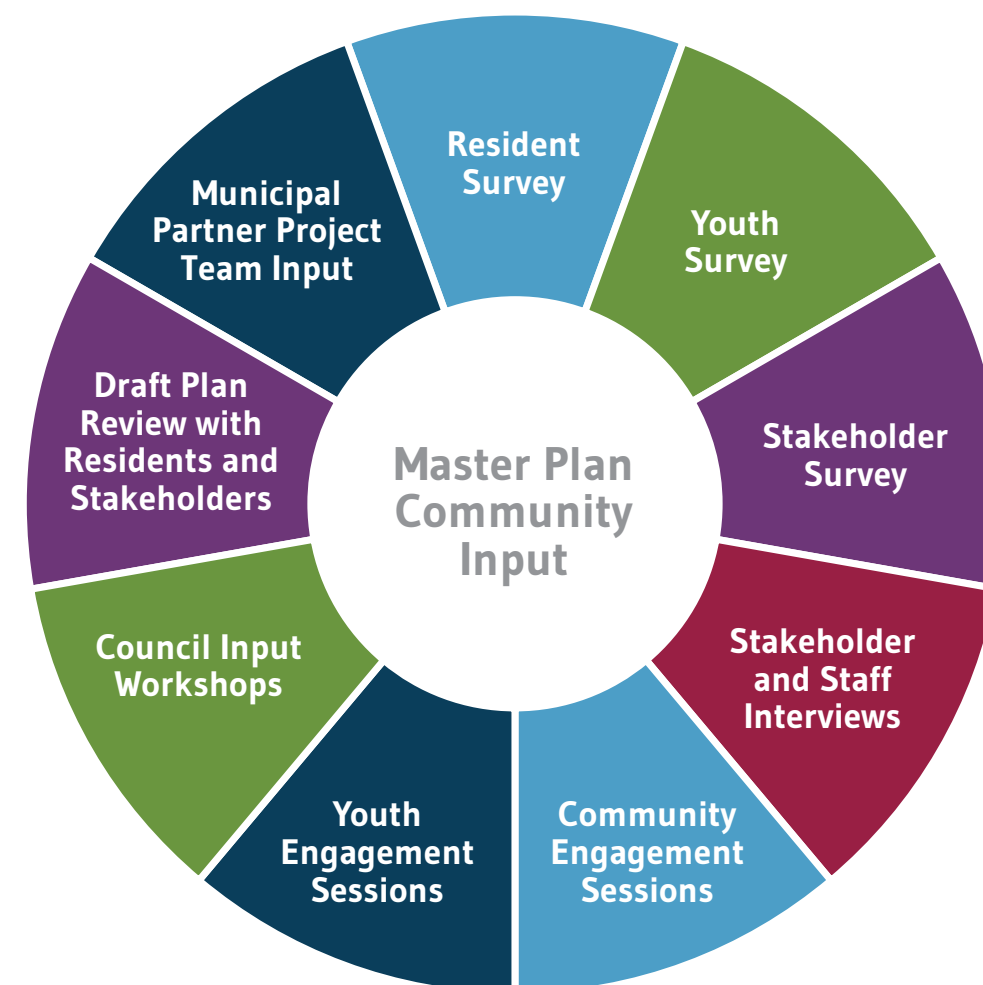 Resident
Survey
Youth
Survey
Stakeholder
Survey
Stakeholder
and Staff
Interviews
Community
Engagement
Sessions
Youth
Engagement
Sessions
Council Input
Workshops
Draft Plan
Review with
Residents and
Stakeholders
Municipal
Partner Project
Team Input
Master Plan
Community
Input